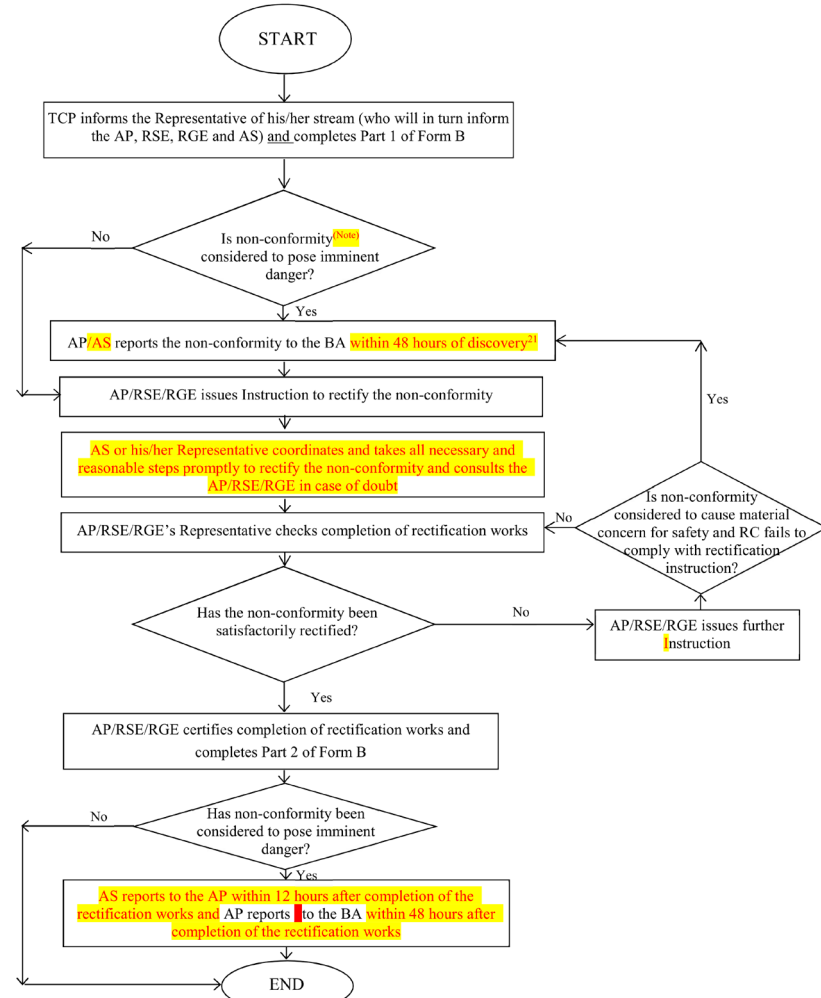 START
TCP informs the Representative of his/her stream (who will in turn inform
the AP, RSE, RGE and AS) and completes Part 1 of Form B
No
Is non-conformity(Note)
considered to pose imminent
danger?
Yes
AP/AS reports the non-conformity to the BA within 48 hours of discovery21
Yes
AP/RSE/RGE issues Instruction to rectify the non-conformity
AS or his/her Representative coordinates and takes all necessary and
reasonable steps promptly to rectify the non-conformity and consults the
AP/RSE/RGE in case of doubt
AP/RSE/RGE's Representative checks completion of rectification works
No
Is non-conformity
considered to cause material
concern for safety and RC fails to
comply with rectification
instruction?
Has the non-conformity been
satisfactorily rectified?
No
AP/RSE/RGE issues further
Instruction
Yes
AP/RSE/RGE certifies completion of rectification works and
completes Part 2 of Form B
No
Has non-conformity been
considered to pose imminent
danger?
Yes
AS reports to the AP within 12 hours after completion of the
rectification works and AP reports to the BA within 48 hours after
completion of the rectification works
END